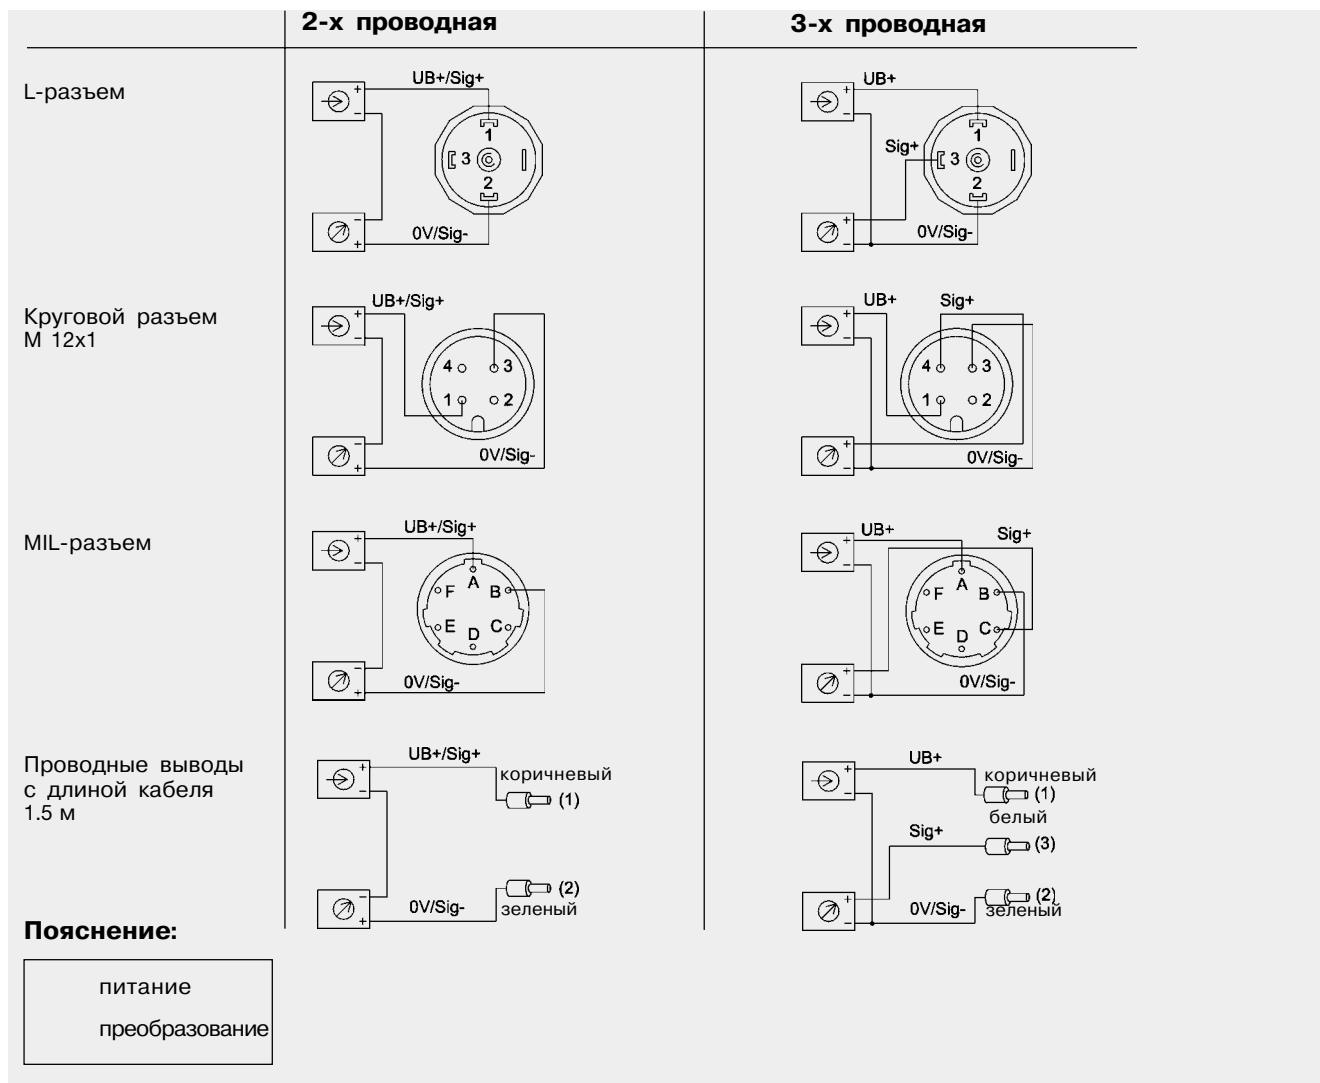 2-х проводная
3-х проводная
L-разъем
UB+/Sig+
+
-
1
3
2
-
+
0V/Sig-
UB+
+
-
Sig+
1
3
2
+
-
0V/Sig-
Круговой разъем
М 12x1
UB+/Sig+
+
-
4
3
1
2
-
+
0V/Sig-
UB+
Sig+
+
-
4
3
1
2
+
-
0V/Sig-
MIL-разъем
UB+/Sig+
+
-
A
F
B
E
C
D
-
+
0V/Sig-
UB+
Sig+
+
-
A
F
B
E
C
D
+
-
0V/Sig-
Проводные выводы
с длиной кабеля
1.5 м
UB+/Sig+
+
-
коричневый
(1)
-
+
0V/Sig-
(2)
зеленый
UB+
+
-
коричневый
(1)
белый
Sig+
(3)
+
-
0V/Sig-
(2)
зеленый
Пояснение:
питание
преобразование